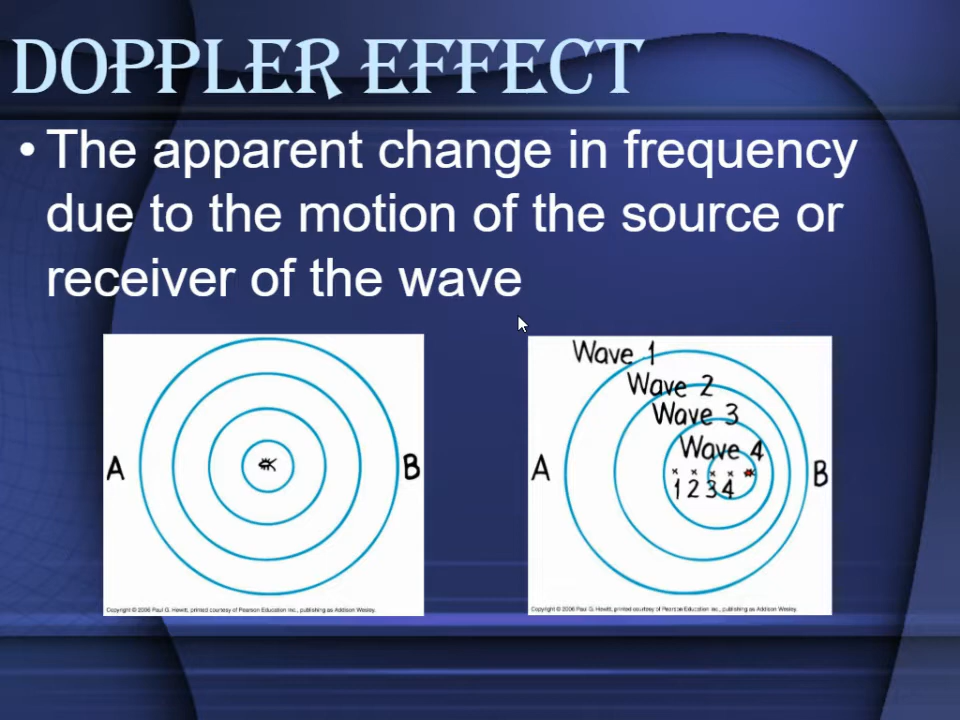 DOPPLER EFFECT
• The apparent change in frequency
due to the motion of the source or
receiver of the wave
A
B
Copyright © 2006 Paul G. Hewitt, printed courtesy of Pearson Education Inc., publishing as Addison Wesley.
Wave 1
Wave 2
Wave 3
Wave 4
A
B
1 2 3 4
Copyright © 2006 Paul G. Hewitt, printed courtesy of Pearson Education Inc., publishing as Addison Wesley.